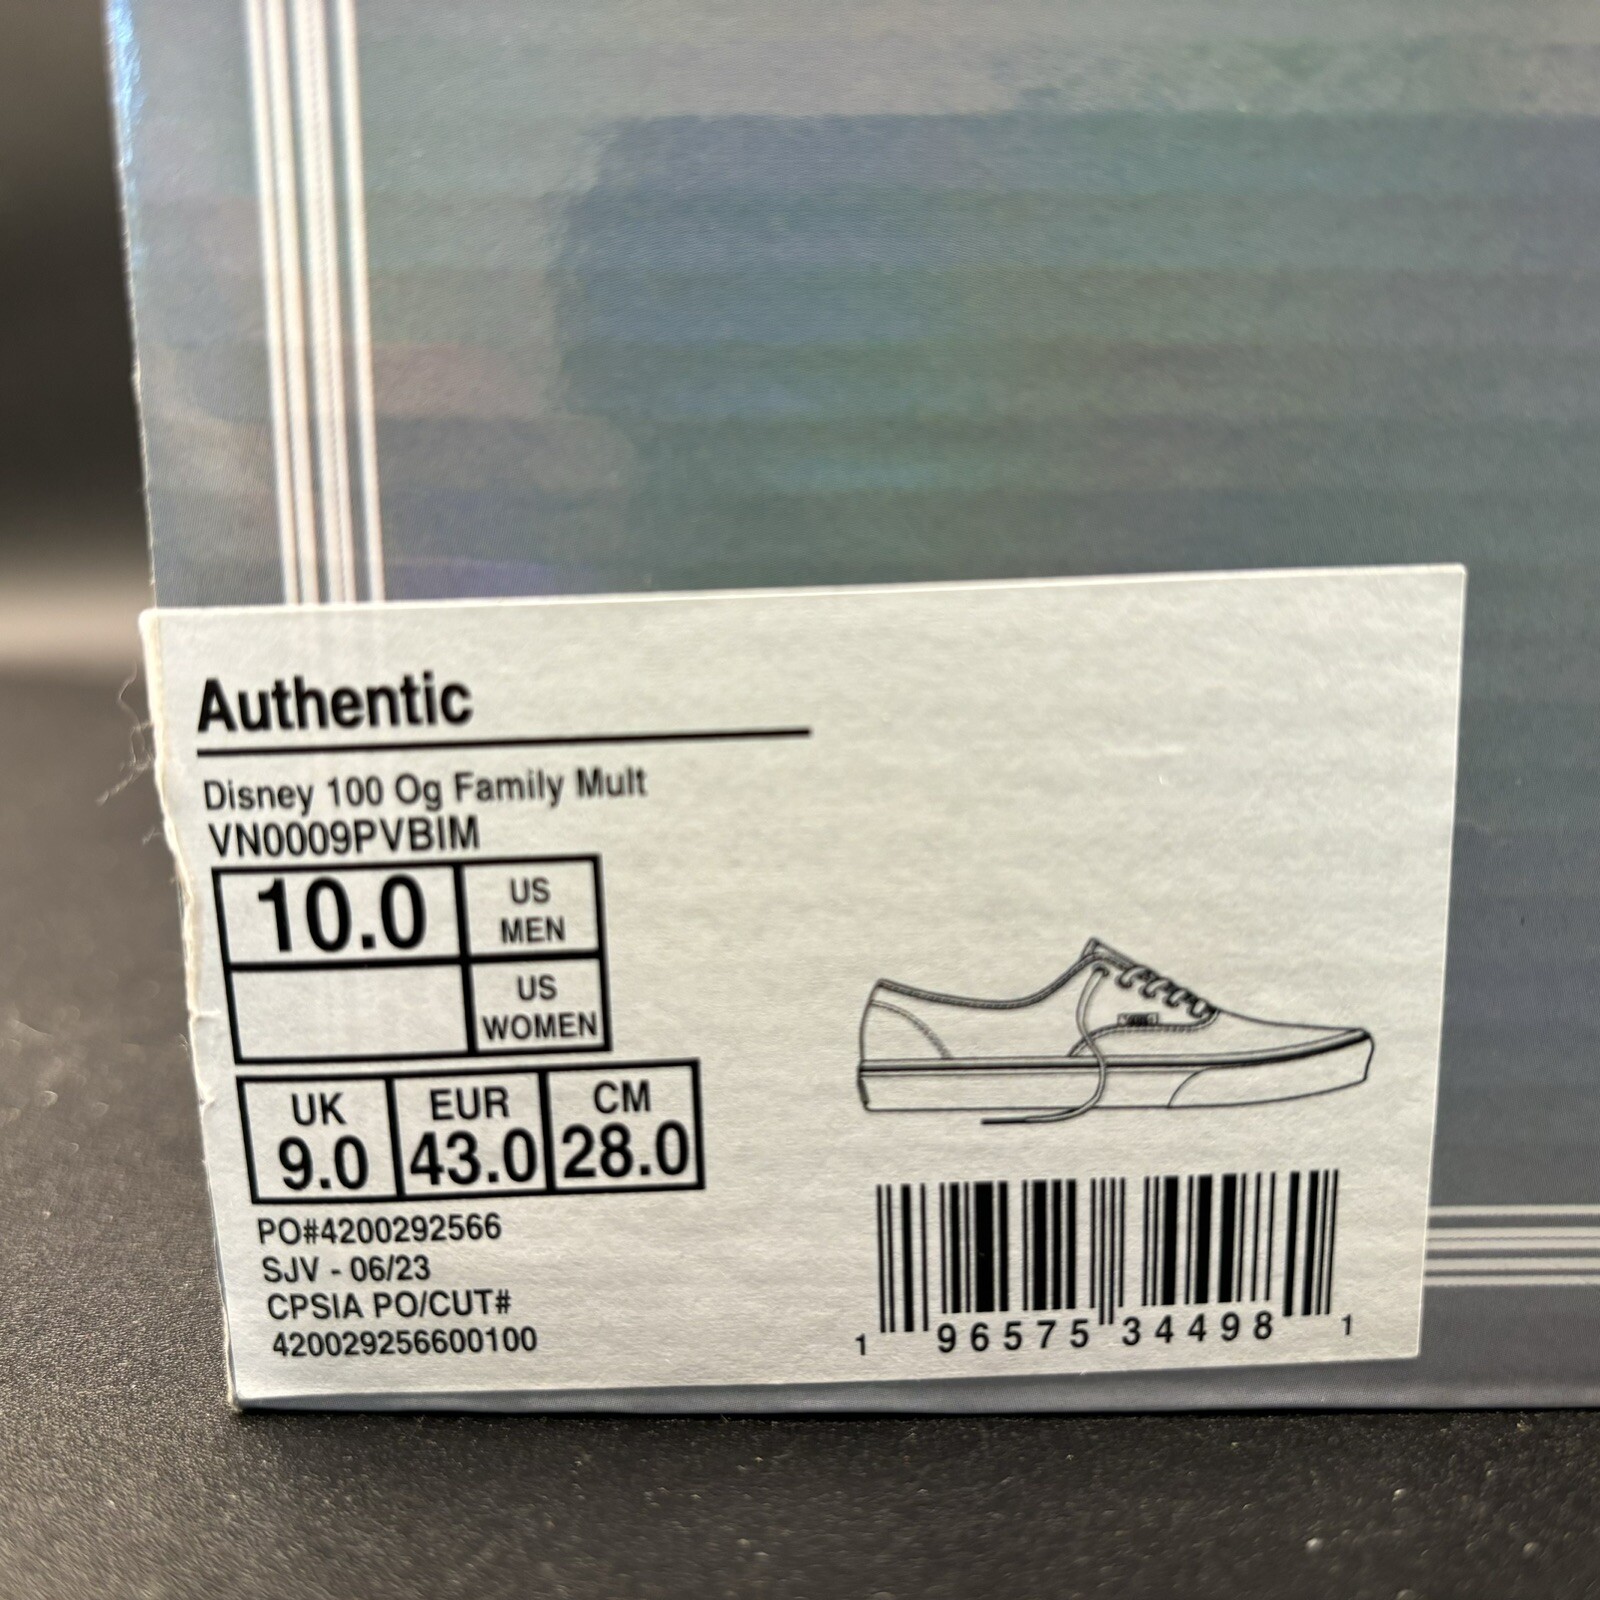 Authentic
Disney 100 Og Family Mult
VN0009PVBIM
10.0 US MEN
US WOMEN
UK EUR CM
9.0 43.0 28.0
PO#4200292566
SJV - 06/23
CPSIA PO/CUT#
420029256600100
1 96575 34498 1